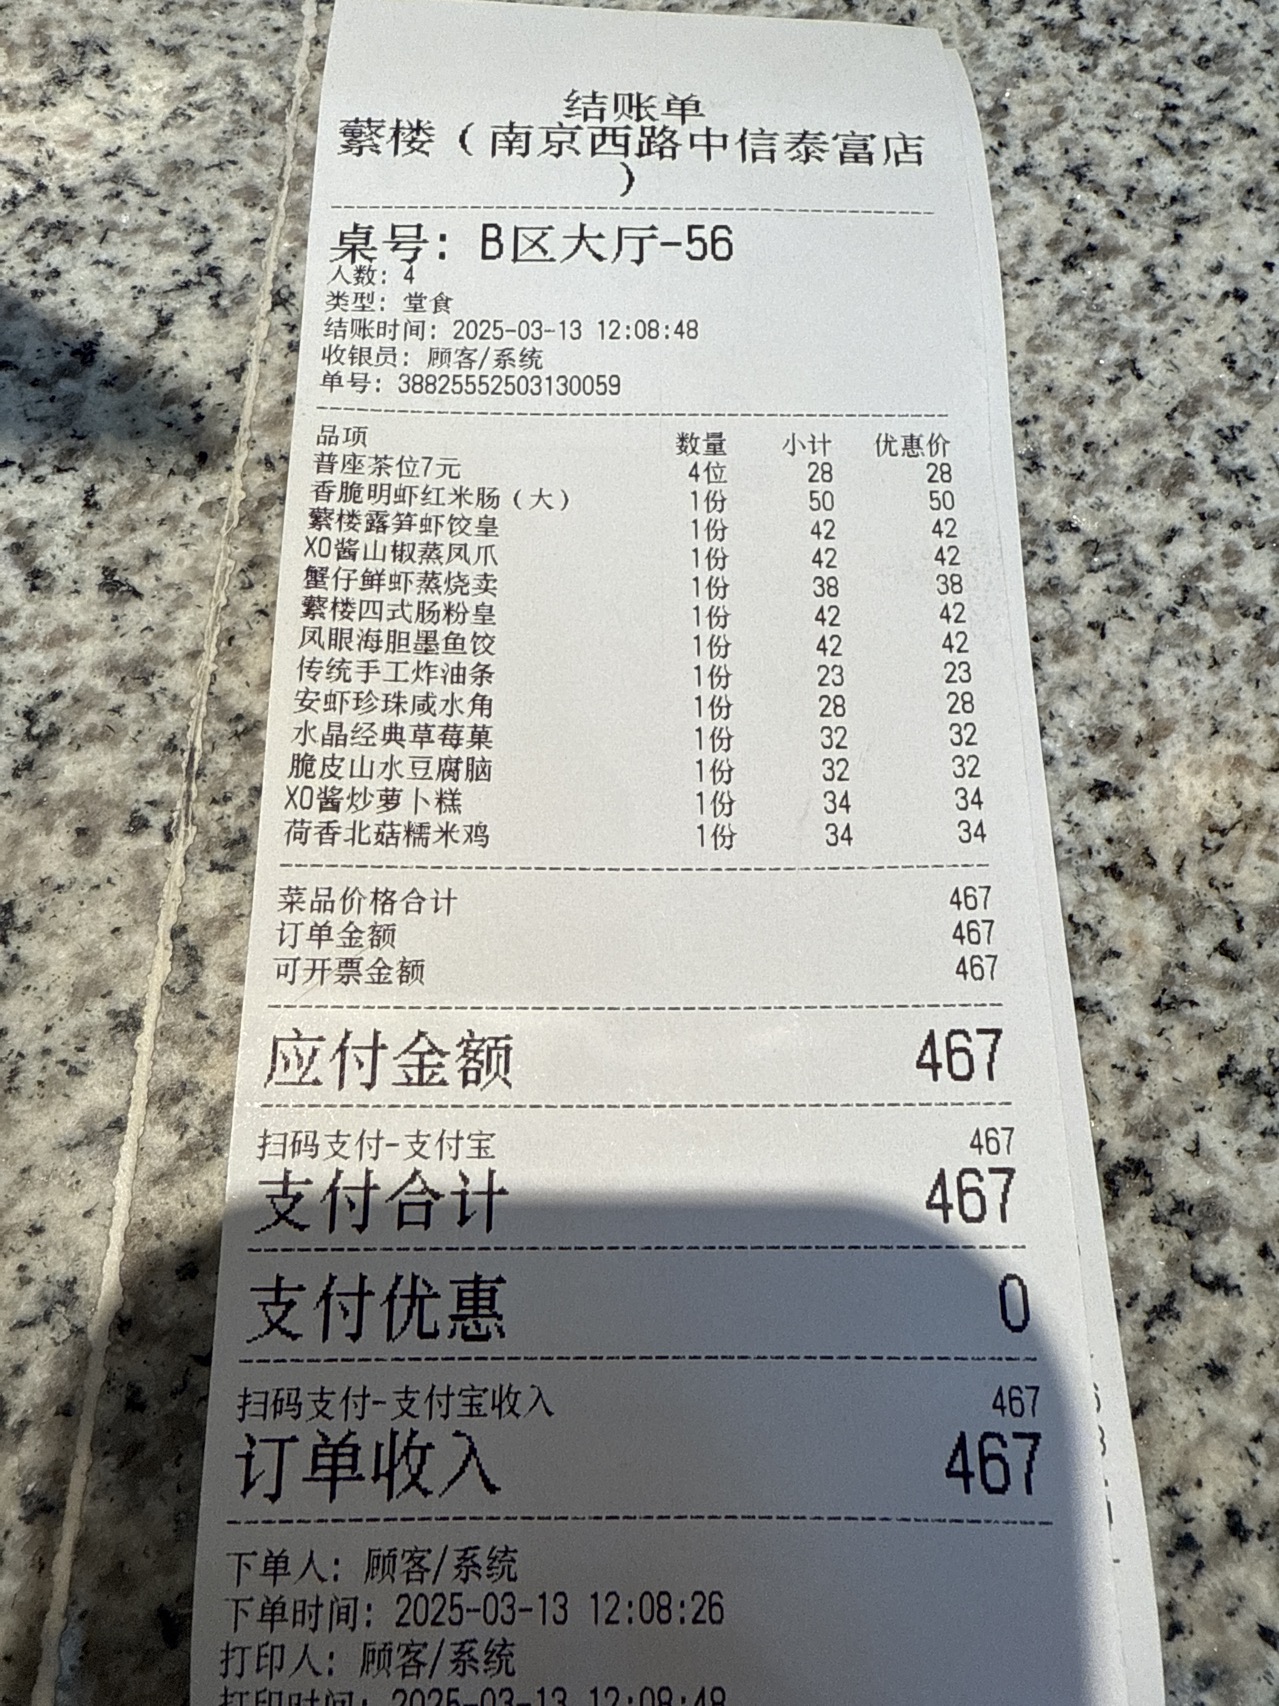 结账单
蘩楼（南京西路中信泰富店
）
桌号: B区大厅-56
人数: 4
类型: 堂食
结账时间: 2025-03-13 12:08:48
收银员: 顾客/系统
单号: 38825552503130059
品项 数量 小计 优惠价
普座茶位7元 4位 28 28
香脆明虾红米肠（大） 1份 50 50
蘩楼露笋虾饺皇 1份 42 42
XO酱山椒蒸凤爪 1份 42 42
蟹仔鲜虾蒸烧卖 1份 38 38
蘩楼四式肠粉皇 1份 42 42
凤眼海胆墨鱼饺 1份 42 42
传统手工炸油条 1份 23 23
安虾珍珠咸水角 1份 28 28
水晶经典草莓菓 1份 32 32
脆皮山水豆腐脑 1份 32 32
XO酱炒萝卜糕 1份 34 34
荷香北菇糯米鸡 1份 34 34
菜品价格合计 467
订单金额 467
可开票金额 467
应付金额 467
扫码支付-支付宝 467
支付合计 467
支付优惠 0
扫码支付-支付宝收入 467
订单收入 467
下单人: 顾客/系统
下单时间: 2025-03-13 12:08:26
打印人: 顾客/系统
打印时间: 2025-03-13 12:08:48